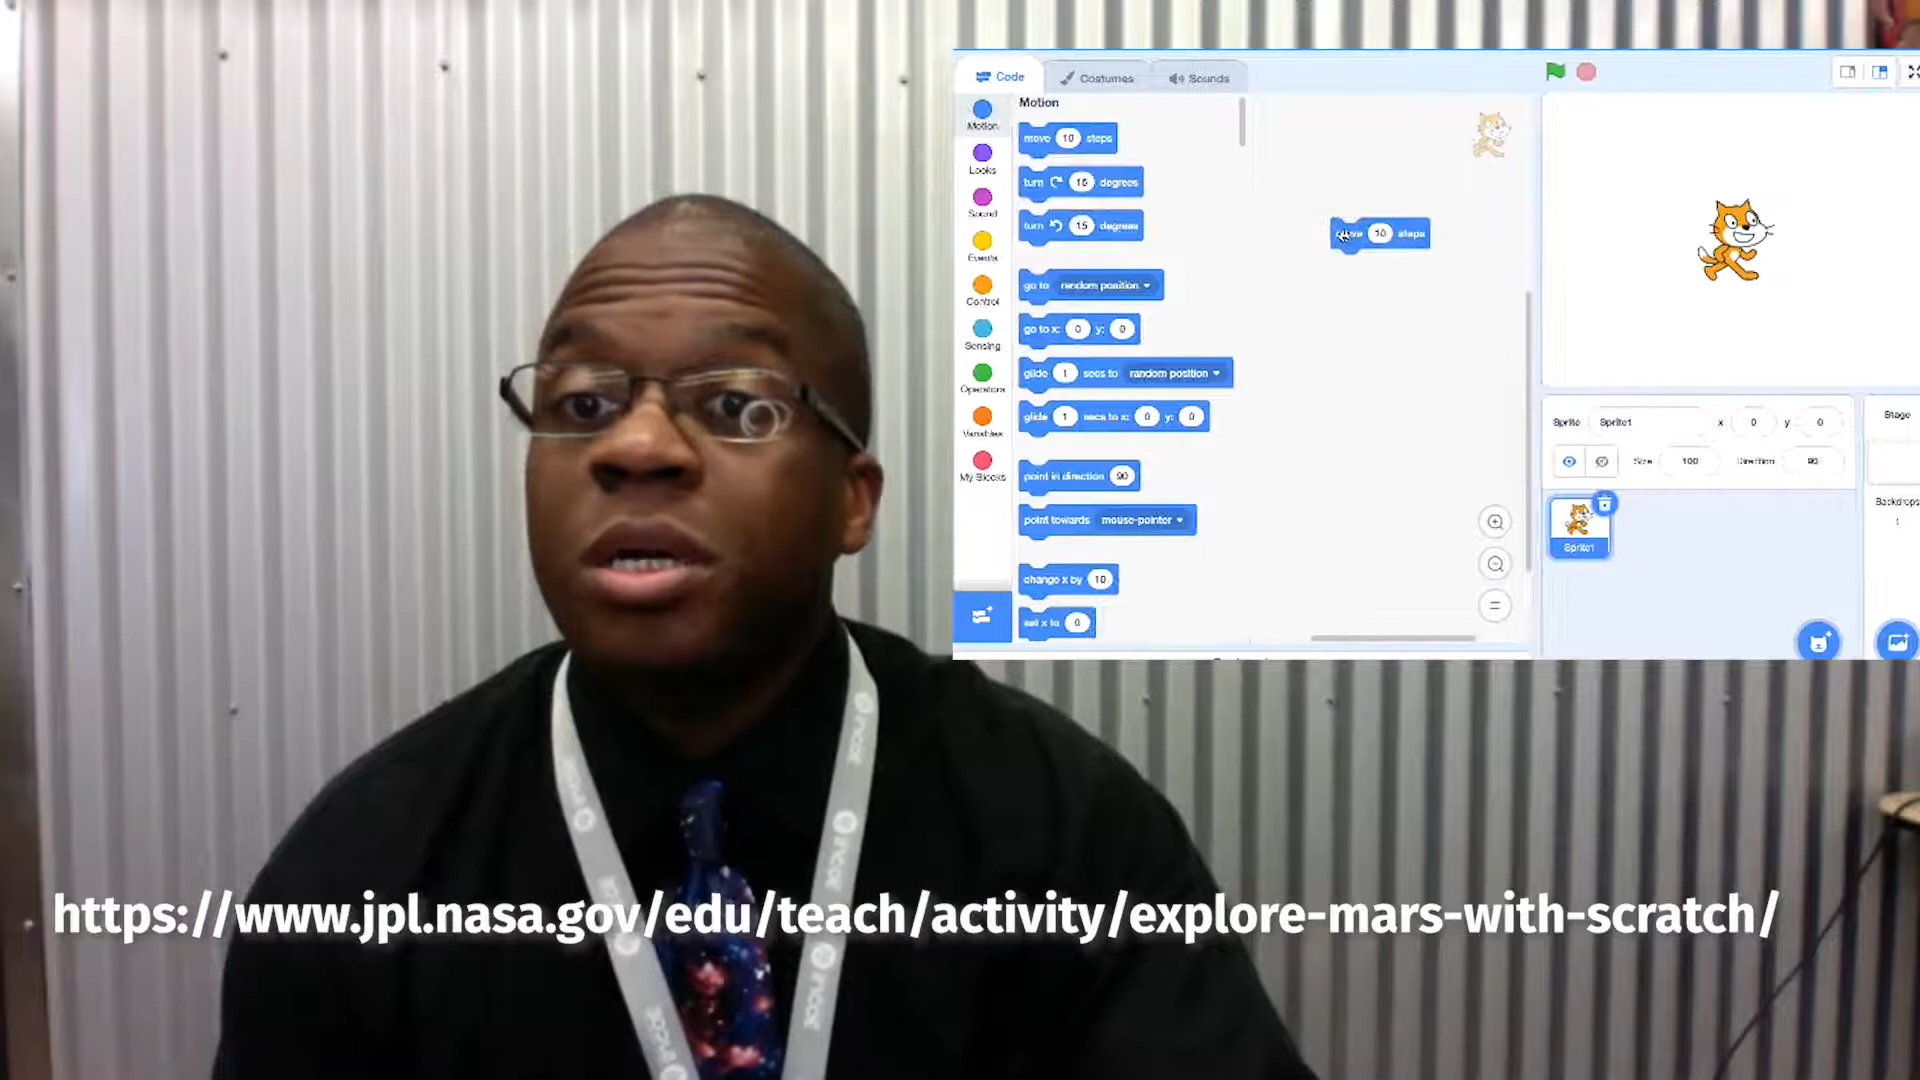 Code Costumes Sounds
Motion
Motion
Looks
Sound
Events
Control
Sensing
Operators
Variables
My Blocks
move 10 steps
turn 15 degrees
turn 15 degrees
go to random position
go to x: 0 y: 0
glide 1 secs to random position
glide 1 secs to x: 0 y: 0
point in direction 90
point towards mouse-pointer
change x by 10
set x to 0
10 steps
Sprite Sprite1 x 0 y 0
Size 100 Direction 90
Sprite1
Stage
Backdrops
1
https://www.jpl.nasa.gov/edu/teach/activity/explore-mars-with-scratch/